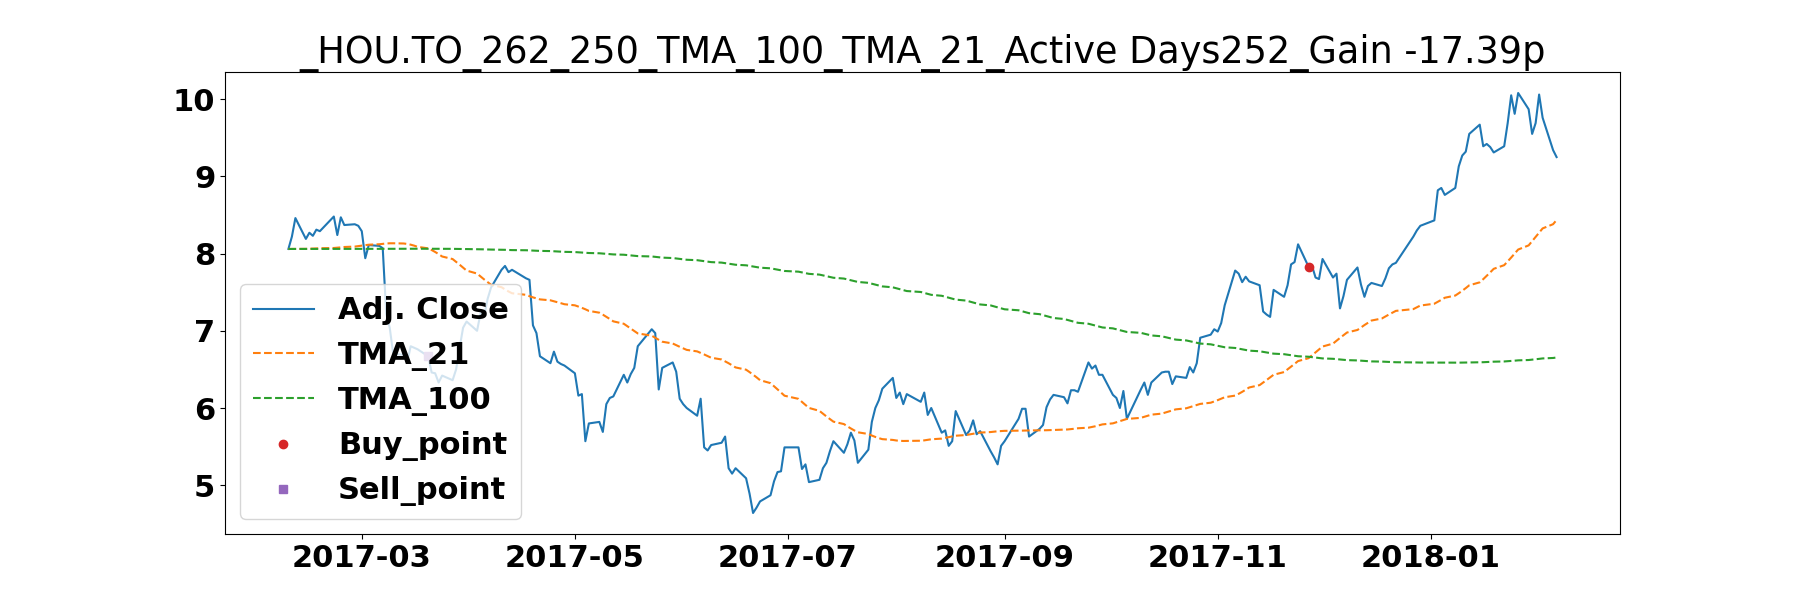 _HOU.TO_262_250_TMA_100_TMA_21_Active Days252_Gain -17.39p
10
9
8
7
6
5
Adj. Close
TMA_21
TMA_100
Buy_point
Sell_point
2017-03 2017-05 2017-07 2017-09 2017-11 2018-01